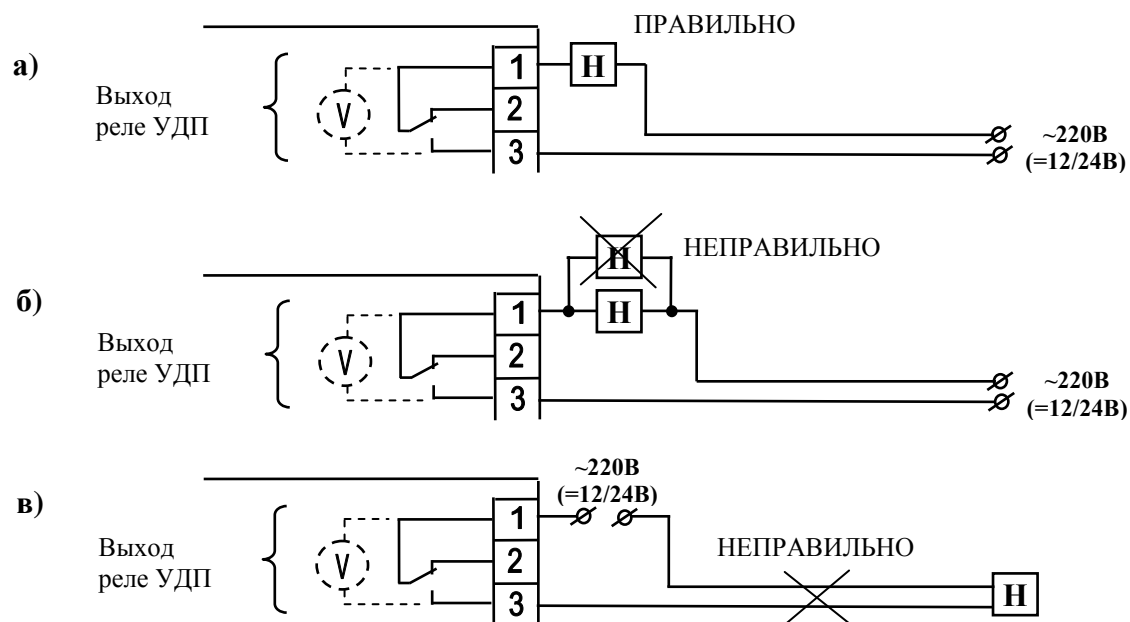 а)
ПРАВИЛЬНО
Выход
реле УДП
V
1
2
3
Н
~220В
(=12/24В)
б)
НЕПРАВИЛЬНО
Выход
реле УДП
V
1
2
3
Н
Н
~220В
(=12/24В)
в)
~220В
(=12/24В)
Выход
реле УДП
V
1
2
3
НЕПРАВИЛЬНО
Н